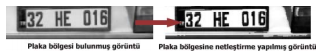 32 HE 016
32 HE 016
Plaka bölgesi bulunmuş görüntü
Plaka bölgesine netleştirme yapılmış görüntü